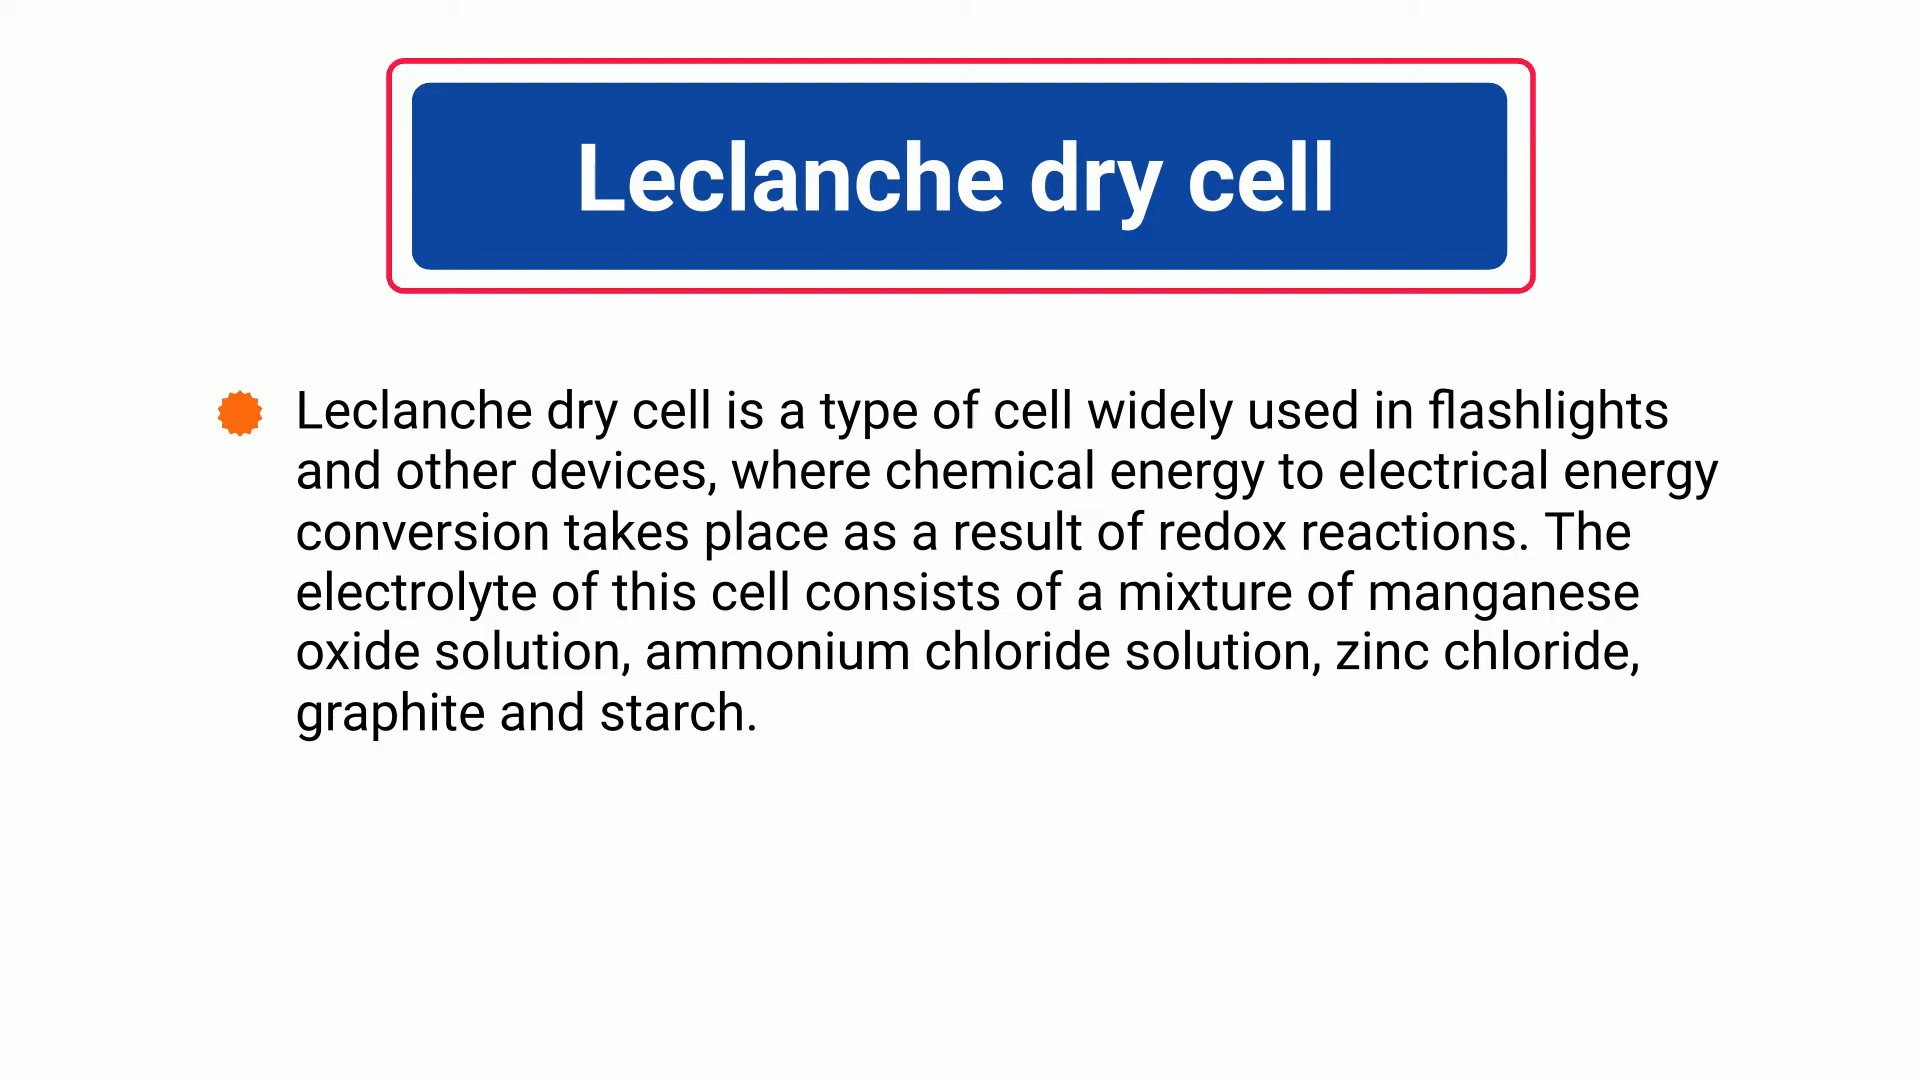 Leclanche dry cell
Leclanche dry cell is a type of cell widely used in flashlights
and other devices, where chemical energy to electrical energy
conversion takes place as a result of redox reactions. The
electrolyte of this cell consists of a mixture of manganese
oxide solution, ammonium chloride solution, zinc chloride,
graphite and starch.